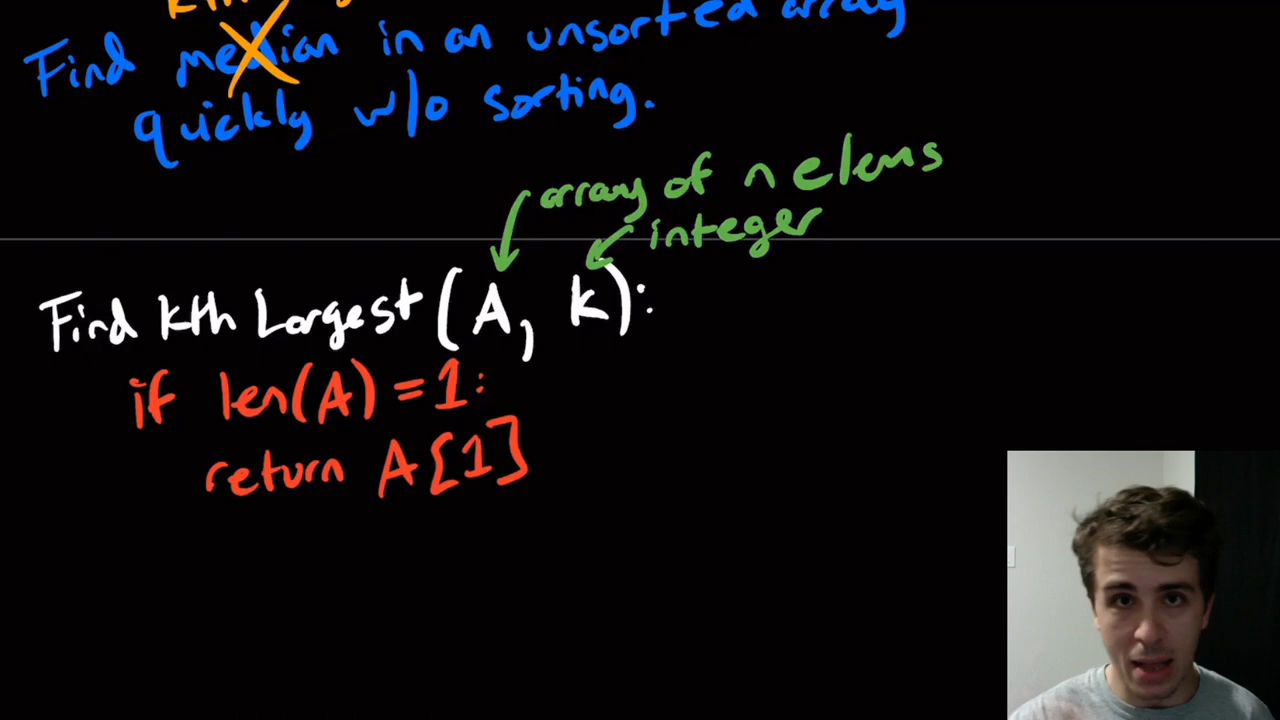 kth
Find median in an unsorted array
quickly w/o sorting.
array of n elems
integer
Find kth Largest (A, k):
if len(A) = 1:
return A[1]